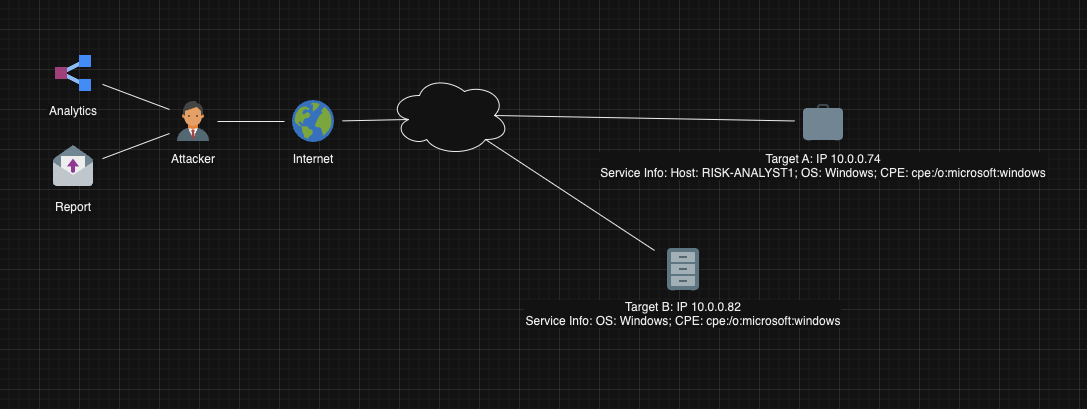 Analytics
Attacker
Internet
Target A: IP 10.0.0.74
Service Info: Host: RISK-ANALYST1; OS: Windows; CPE: cpe:/o:microsoft:windows
Report
Target B: IP 10.0.0.82
Service Info: OS: Windows; CPE: cpe:/o:microsoft:windows